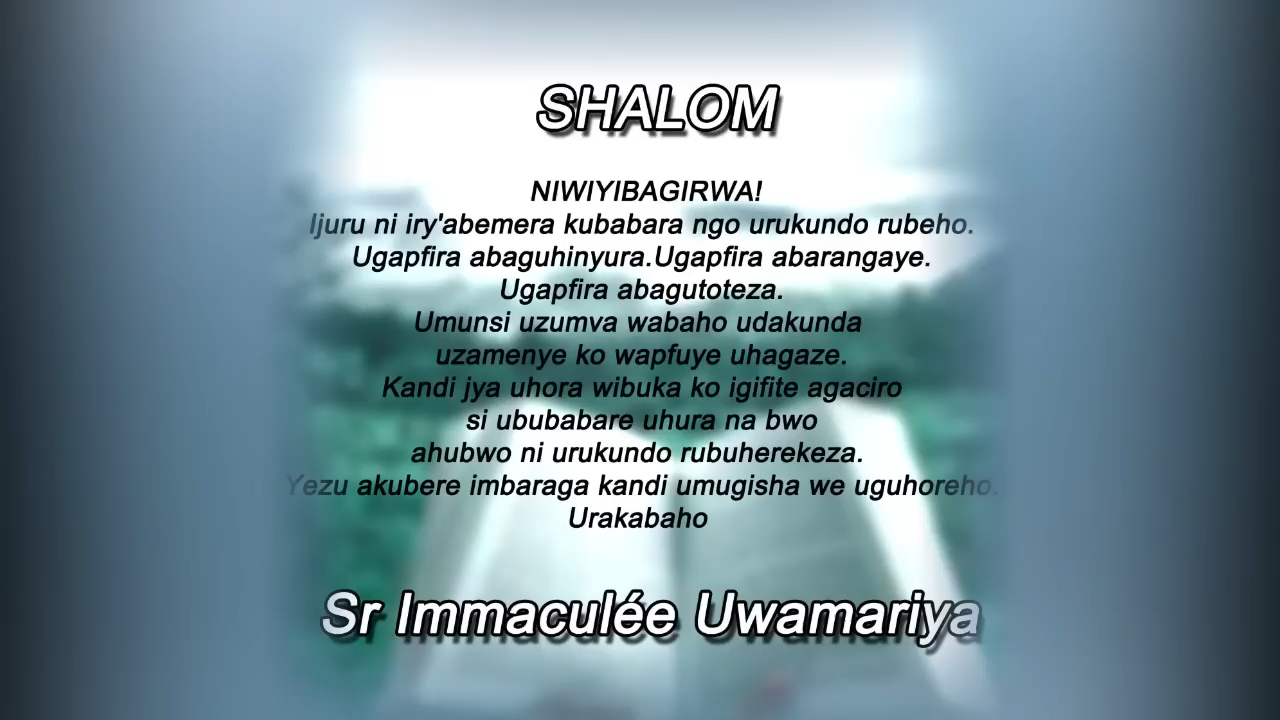 SHALOM
NIWIYIBAGIRWA!
Ijuru ni iry'abemera kubabara ngo urukundo rubeho.
Ugapfira abaguhinyura.Ugapfira abarangaye.
Ugapfira abagutoteza.
Umunsi uzumva wabaho udakunda
uzamenye ko wapfuye uhagaze.
Kandi jya uhora wibuka ko igifite agaciro
si ububabare uhura na bwo
ahubwo ni urukundo rubuherekeza.
Yezu akubere imbaraga kandi umugisha we uguhoreho.
Urakabaho
Sr Immaculée Uwamariya